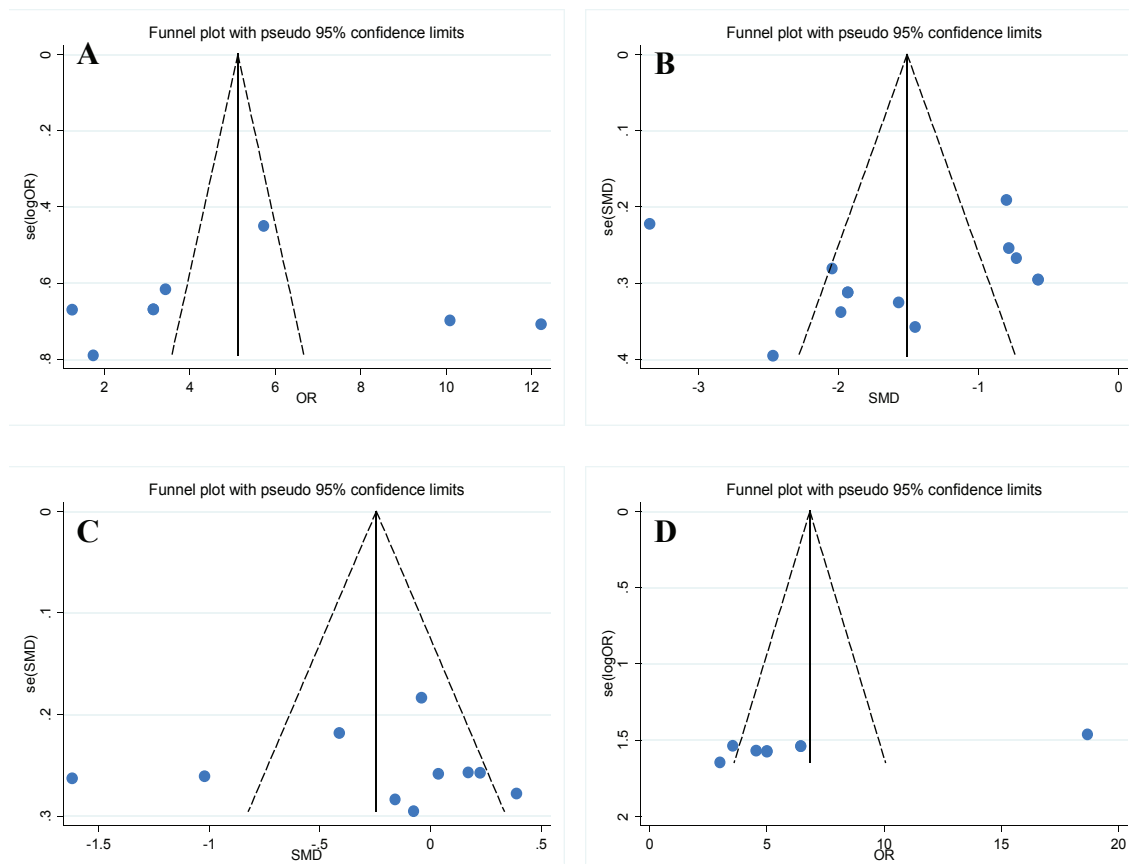 Funnel plot with pseudo 95% confidence limits
A
se(logOR)
0
.2
.4
.6
.8
2 4 6 8 10 12
OR
Funnel plot with pseudo 95% confidence limits
B
se(SMD)
0
.1
.2
.3
.4
-3 -2 -1 0
SMD
Funnel plot with pseudo 95% confidence limits
C
se(SMD)
0
.1
.2
.3
-1.5 -1 -.5 0 .5
SMD
Funnel plot with pseudo 95% confidence limits
D
se(logOR)
0
.5
1
1.5
2
0 5 10 15 20
OR